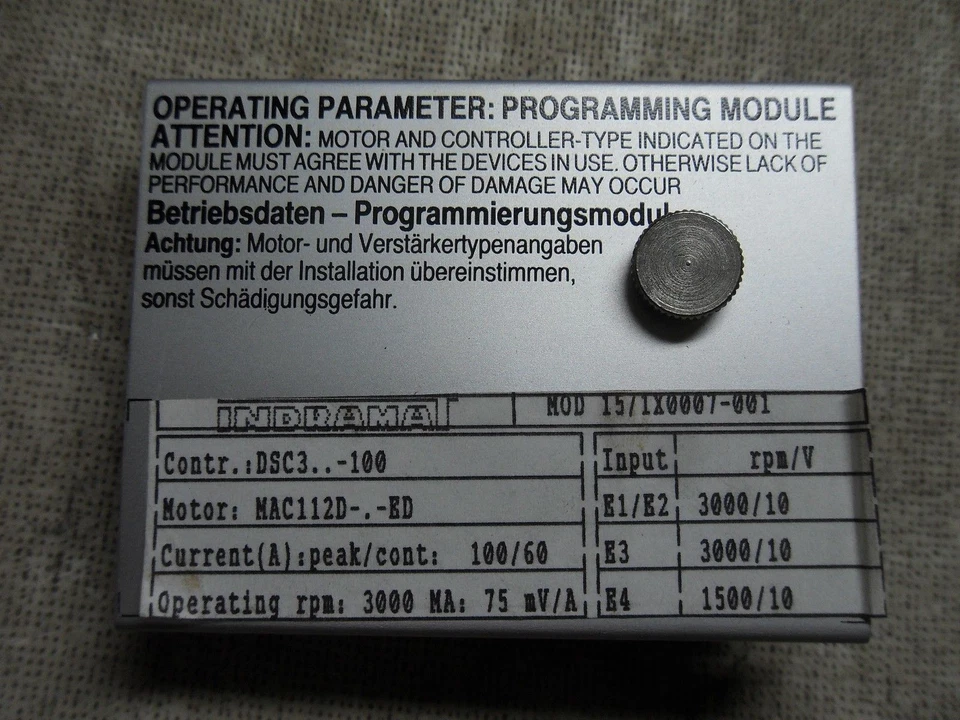 OPERATING PARAMETER: PROGRAMMING MODULE
ATTENTION: MOTOR AND CONTROLLER-TYPE INDICATED ON THE
MODULE MUST AGREE WITH THE DEVICES IN USE. OTHERWISE LACK OF
PERFORMANCE AND DANGER OF DAMAGE MAY OCCUR
Betriebsdaten – Programmierungsmodul
Achtung: Motor- und Verstärkertypenangaben
müssen mit der Installation übereinstimmen,
sonst Schädigungsgefahr.
INDRAMAT MOD 15/1X0007-001
Contr.:DSC3..-100 Input rpm/V
Motor: MAC112D-.-ED E1/E2 3000/10
Current(A):peak/cont: 100/60 E3 3000/10
Operating rpm: 3000 MA: 75 mV/A E4 1500/10